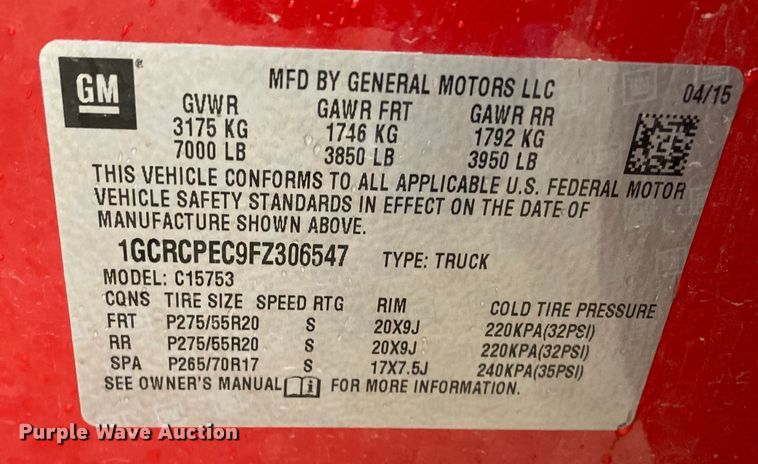 GM
MFD BY GENERAL MOTORS LLC
04/15
GVWR GAWR FRT GAWR RR
3175 KG 1746 KG 1792 KG
7000 LB 3850 LB 3950 LB
THIS VEHICLE CONFORMS TO ALL APPLICABLE U.S. FEDERAL MOTOR
VEHICLE SAFETY STANDARDS IN EFFECT ON THE DATE OF
MANUFACTURE SHOWN ABOVE.
1GCRCPEC9FZ306547 TYPE: TRUCK
MODEL: C15753
CQNS TIRE SIZE SPEED RTG RIM COLD TIRE PRESSURE
FRT P275/55R20 S 20X9J 220KPA(32PSI)
RR P275/55R20 S 20X9J 220KPA(32PSI)
SPA P265/70R17 S 17X7.5J 240KPA(35PSI)
SEE OWNER'S MANUAL FOR MORE INFORMATION.
Purple Wave Auction